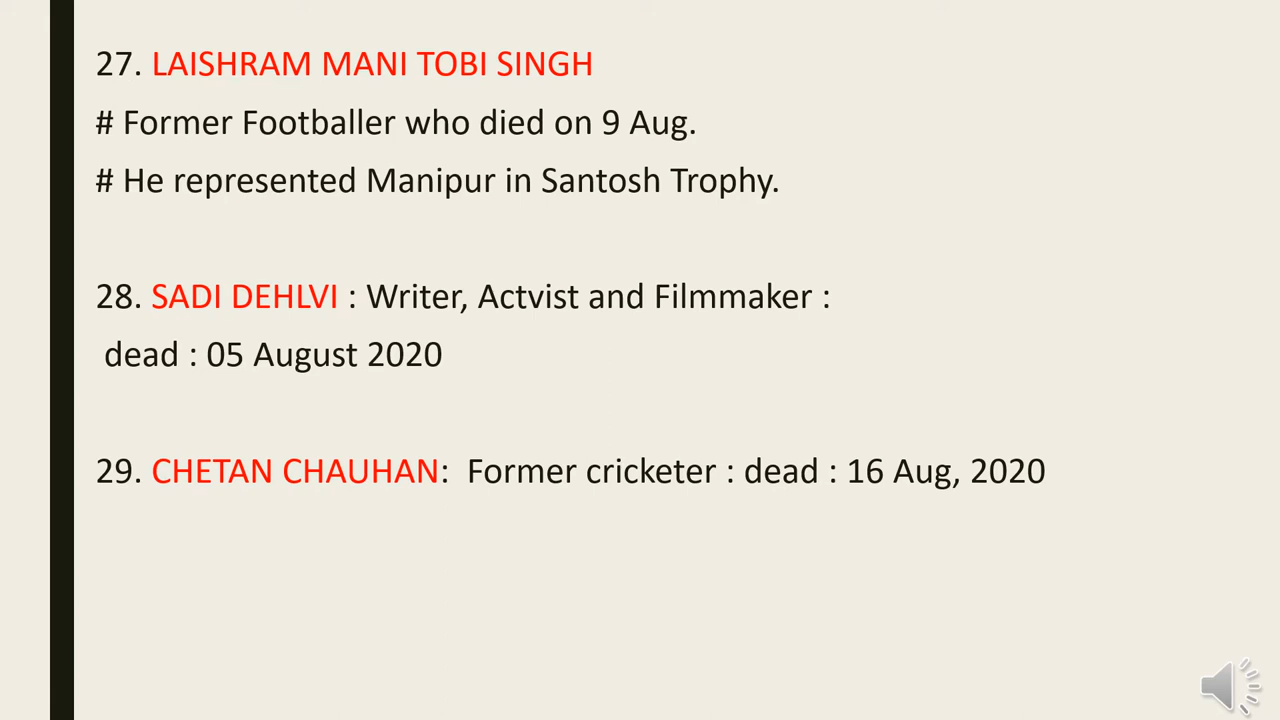 27. LAISHRAM MANI TOBI SINGH
# Former Footballer who died on 9 Aug.
# He represented Manipur in Santosh Trophy.
28. SADI DEHLVI : Writer, Actvist and Filmmaker :
dead : 05 August 2020
29. CHETAN CHAUHAN:  Former cricketer : dead : 16 Aug, 2020